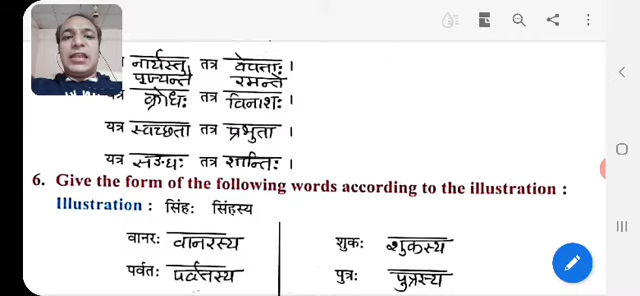 नार्यस्तु पूज्यन्ते तत्र देवताः रमन्ते ।
यत्र क्रोधः तत्र विनाशः ।
यत्र स्वच्छता तत्र प्रभुता ।
यत्र सङ्घः तत्र शान्तिः ।
6. Give the form of the following words according to the illustration :
Illustration : सिंहः सिंहस्य
वानरः वानरस्य
शुकः शुकस्य
पर्वतः पर्वतस्य
पुत्रः पुत्रस्य